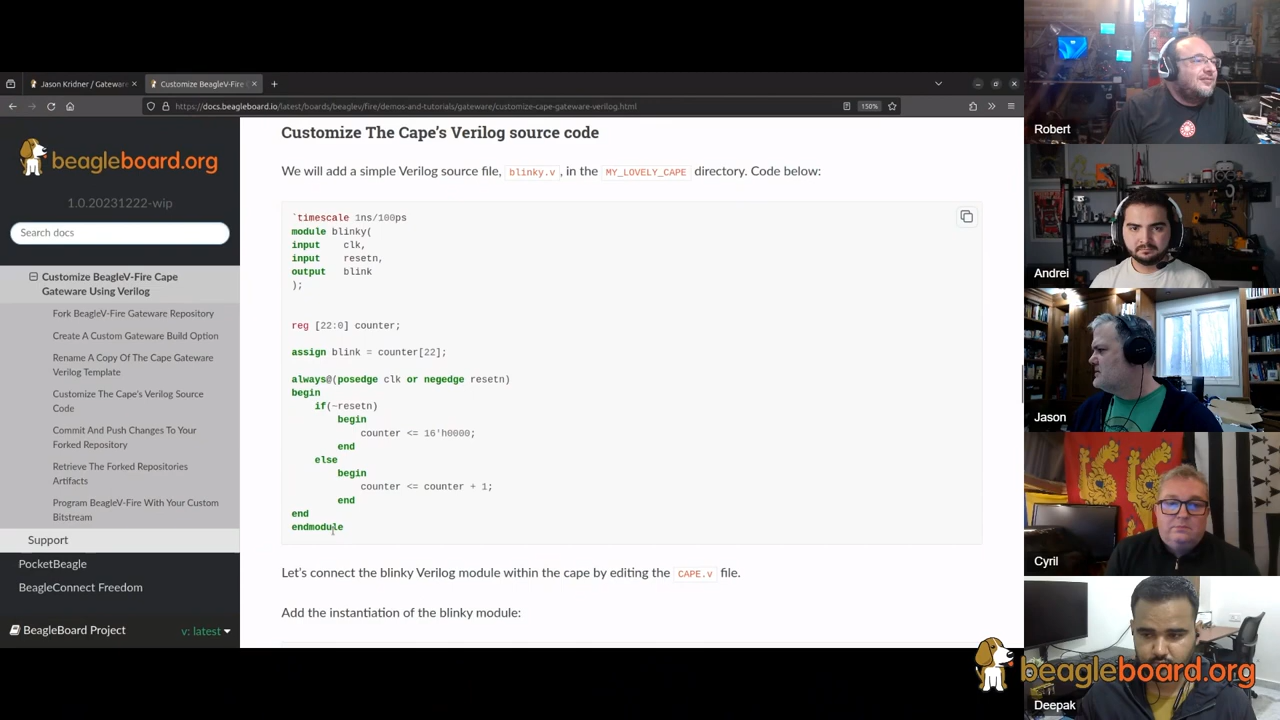 Jason Kridner / Gateware
Customize BeagleV-Fire C
https://docs.beagleboard.io/latest/boards/beaglev/fire/demos-and-tutorials/gateware/customize-cape-gateware-verilog.html
150%
beagleboard.org
1.0.20231222-wip
Search docs
Customize BeagleV-Fire Cape
Gateware Using Verilog
Fork BeagleV-Fire Gateware Repository
Create A Custom Gateware Build Option
Rename A Copy Of The Cape Gateware
Verilog Template
Customize The Cape's Verilog Source
Code
Commit And Push Changes To Your
Forked Repository
Retrieve The Forked Repositories
Artifacts
Program BeagleV-Fire With Your Custom
Bitstream
Support
PocketBeagle
BeagleConnect Freedom
BeagleBoard Project
v: latest
Customize The Cape's Verilog source code
We will add a simple Verilog source file, blinky.v , in the MY_LOVELY_CAPE directory. Code below:
`timescale 1ns/100ps
module blinky(
input clk,
input resetn,
output blink
);
reg [22:0] counter;
assign blink = counter[22];
always@(posedge clk or negedge resetn)
begin
if(~resetn)
begin
counter <= 16'h0000;
end
else
begin
counter <= counter + 1;
end
end
endmodule
Let's connect the blinky Verilog module within the cape by editing the CAPE.v file.
Add the instantiation of the blinky module:
Robert
Andrei
Jason
Cyril
Deepak
beagleboard.org